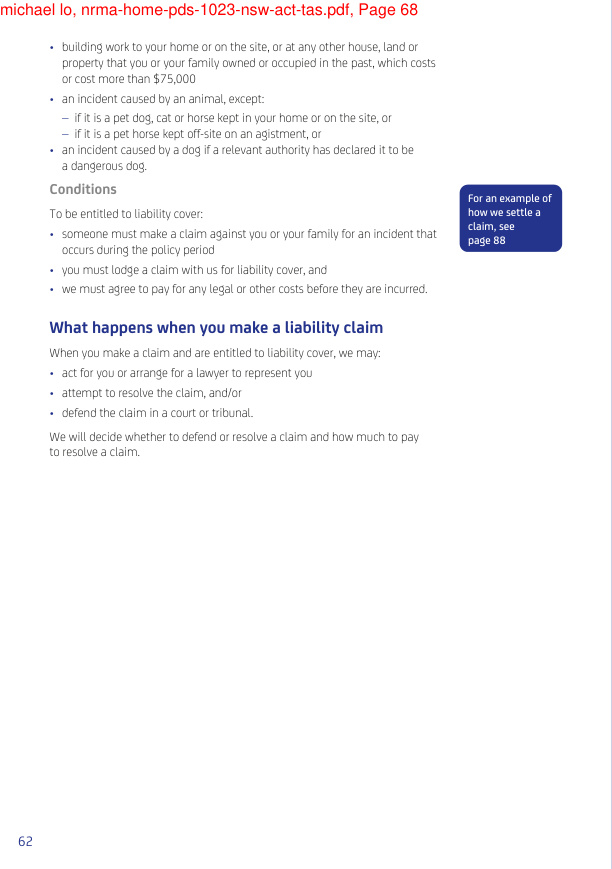 michael lo, nrma-home-pds-1023-nsw-act-tas.pdf, Page 68
• building work to your home or on the site, or at any other house, land or
property that you or your family owned or occupied in the past, which costs
or cost more than $75,000
• an incident caused by an animal, except:
– if it is a pet dog, cat or horse kept in your home or on the site, or
– if it is a pet horse kept off-site on an agistment, or
• an incident caused by a dog if a relevant authority has declared it to be
a dangerous dog.
Conditions
To be entitled to liability cover:
• someone must make a claim against you or your family for an incident that
occurs during the policy period
• you must lodge a claim with us for liability cover, and
• we must agree to pay for any legal or other costs before they are incurred.
For an example of
how we settle a
claim, see
page 88
What happens when you make a liability claim
When you make a claim and are entitled to liability cover, we may:
• act for you or arrange for a lawyer to represent you
• attempt to resolve the claim, and/or
• defend the claim in a court or tribunal.
We will decide whether to defend or resolve a claim and how much to pay
to resolve a claim.
62